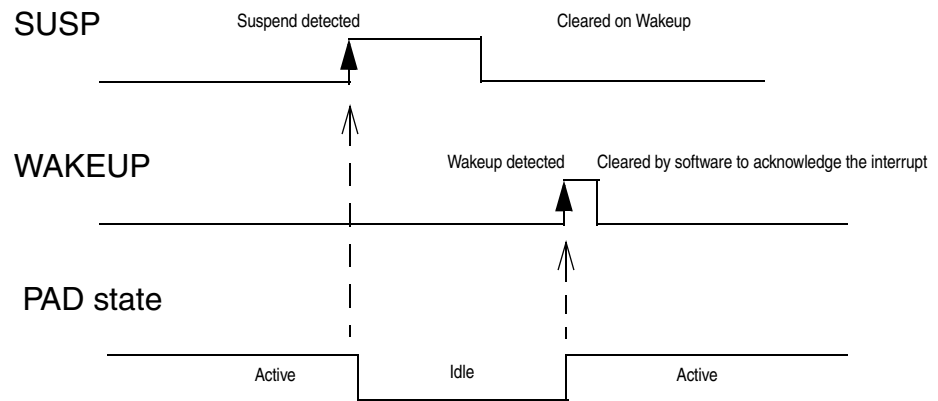 SUSP
Suspend detected
Cleared on Wakeup
WAKEUP
Wakeup detected
Cleared by software to acknowledge the interrupt
PAD state
Active
Idle
Active